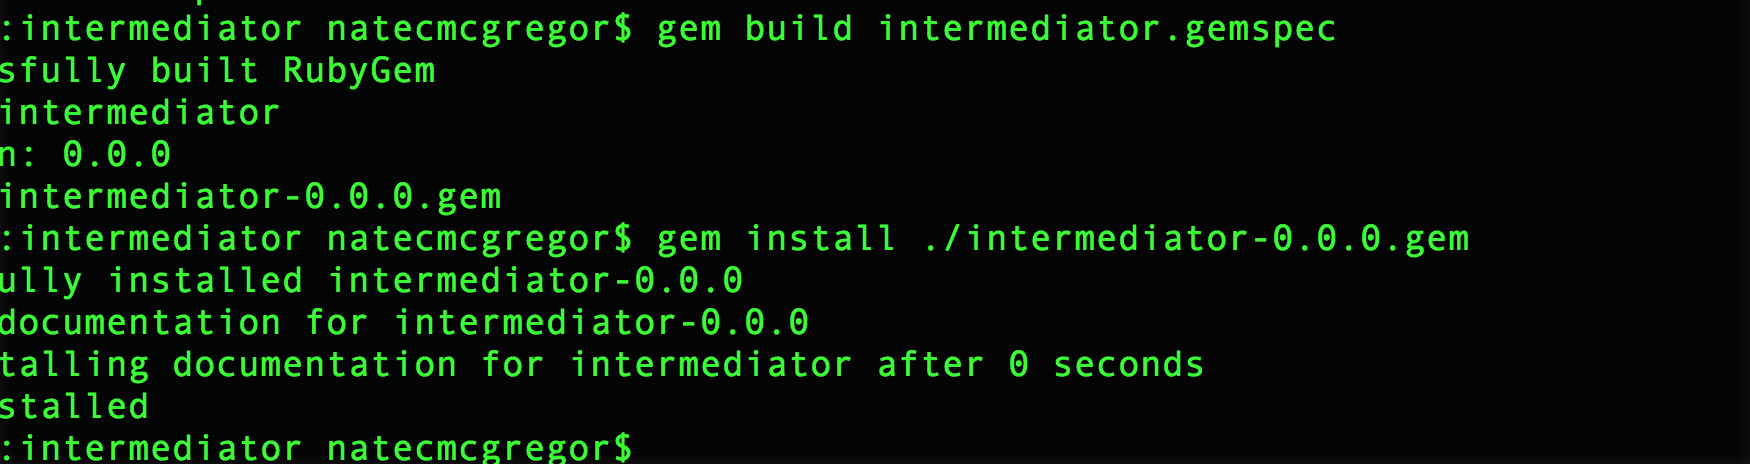 :intermediator natecmcgregor$ gem build intermediator.gemspec
sfully built RubyGem
intermediator
n: 0.0.0
intermediator-0.0.0.gem
:intermediator natecmcgregor$ gem install ./intermediator-0.0.0.gem
ully installed intermediator-0.0.0
documentation for intermediator-0.0.0
talling documentation for intermediator after 0 seconds
stalled
:intermediator natecmcgregor$